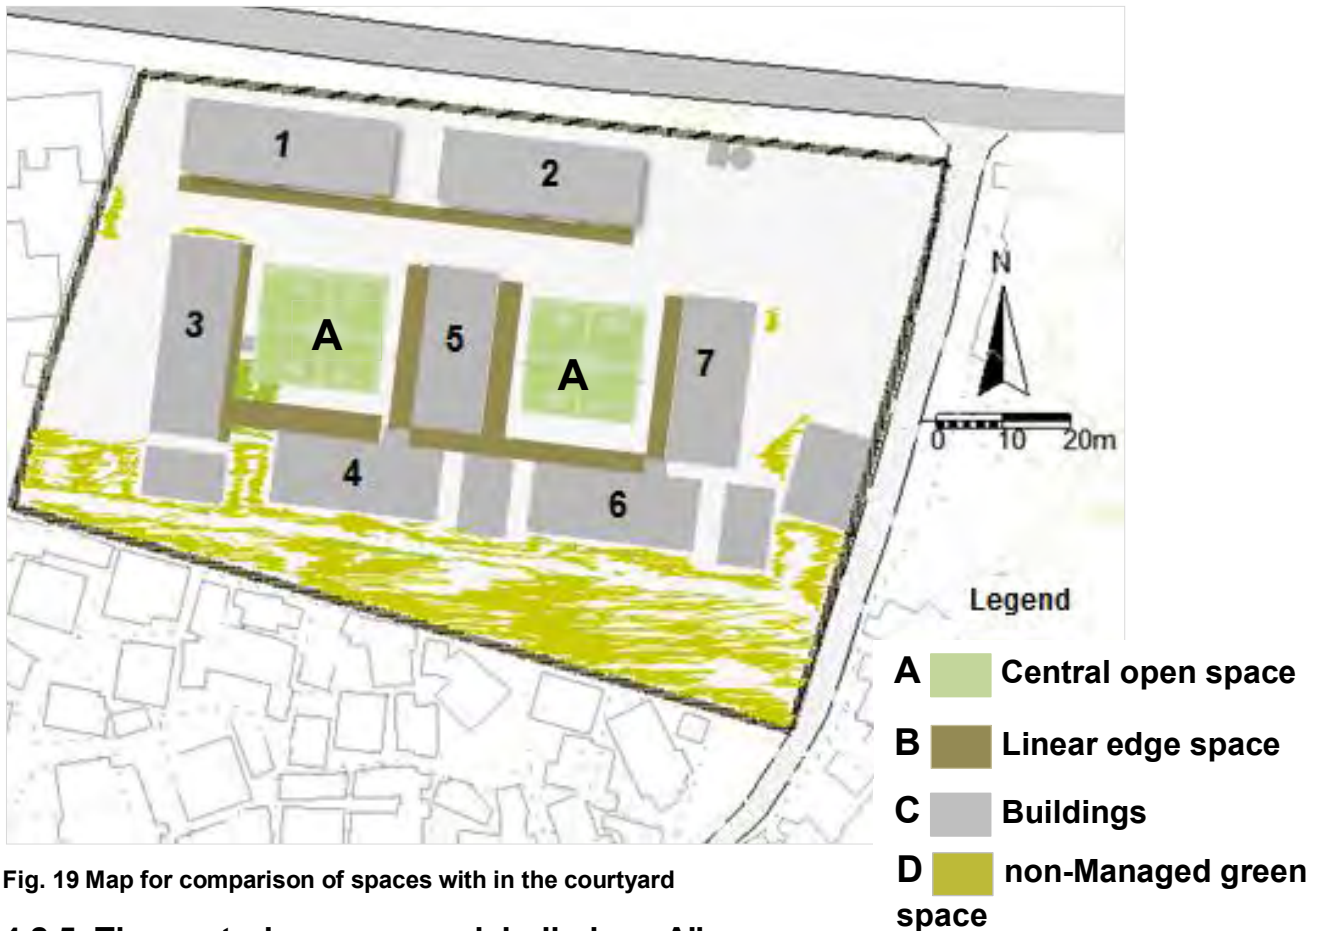 1
2
N
3
A
5
A
7
0 10 20m
4
6
Legend
A Central open space
B Linear edge space
C Buildings
D non-Managed green
space
Fig. 19 Map for comparison of spaces with in the courtyard